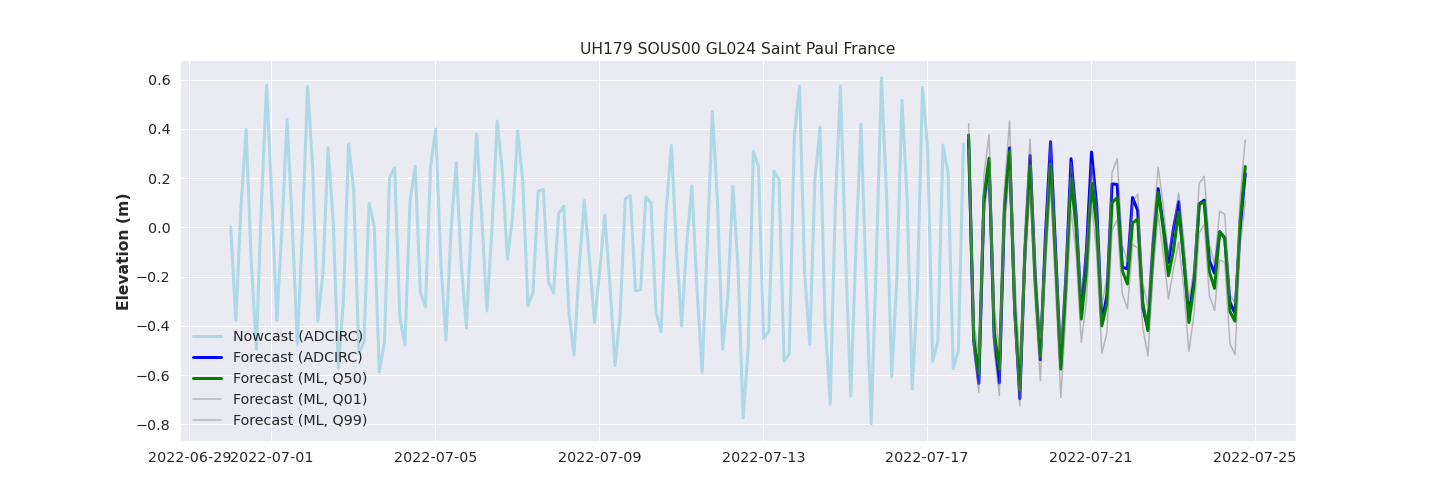 UH179 SOUS00 GL024 Saint Paul France
Elevation (m)
0.6
0.4
0.2
0.0
−0.2
−0.4
−0.6
−0.8
Nowcast (ADCIRC)
Forecast (ADCIRC)
Forecast (ML, Q50)
Forecast (ML, Q01)
Forecast (ML, Q99)
2022-06-29 2022-07-01 2022-07-05 2022-07-09 2022-07-13 2022-07-17 2022-07-21 2022-07-25